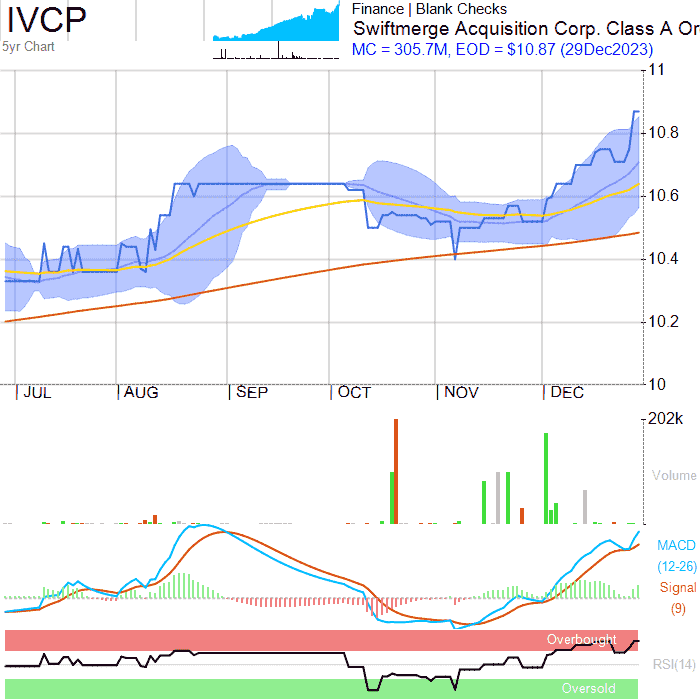 IVCP
5yr Chart
Finance | Blank Checks
Swiftmerge Acquisition Corp. Class A Or
MC = 305.7M, EOD = $10.87 (29Dec2023)
11
10.8
10.6
10.4
10.2
10
JUL AUG SEP OCT NOV DEC
202k
Volume
MACD
(12-26)
Signal
(9)
Overbought
RSI(14)
Oversold